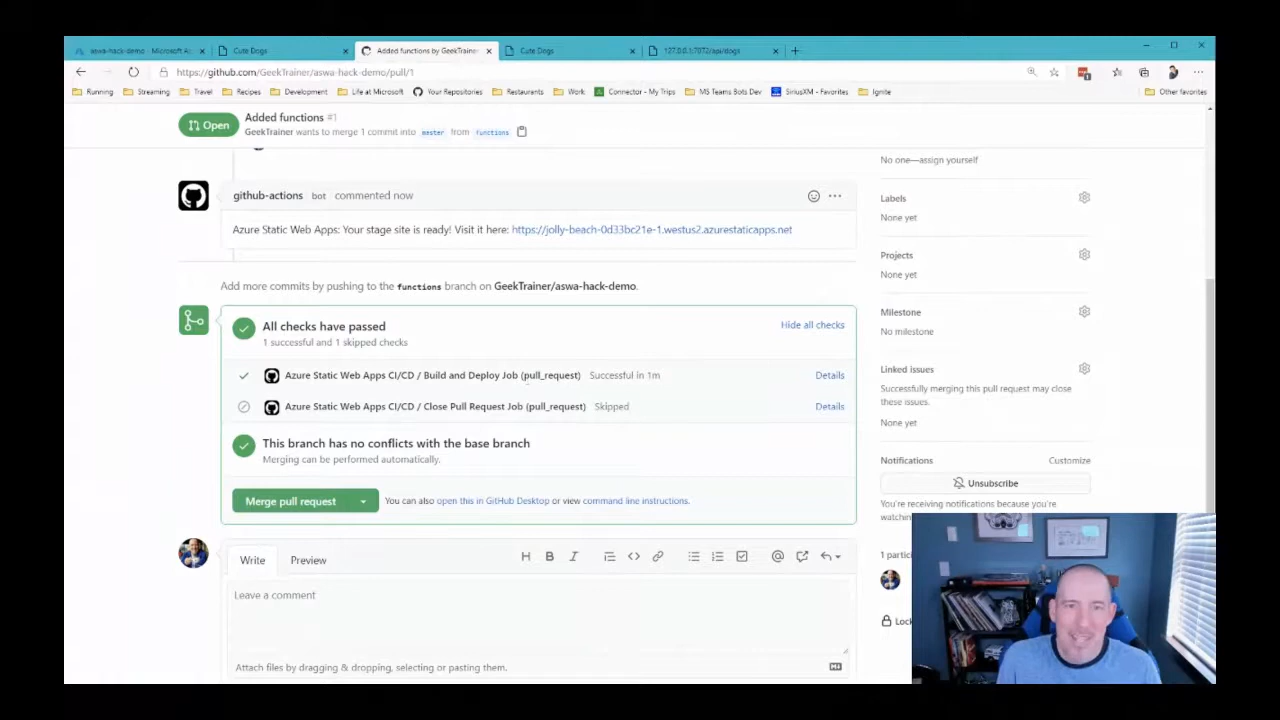 aswa-hack-demo - Microsoft Az
Cute Dogs
Added functions by GeekTrainer
Cute Dogs
127.0.0.1:7072/api/dogs
https://github.com/GeekTrainer/aswa-hack-demo/pull/1
Running
Streaming
Travel
Recipes
Development
Life at Microsoft
Your Repositories
Restaurants
Work
Connector - My Trips
MS Teams Bots Dev
SiriusXM - Favorites
Ignite
Other favorites
Open
Added functions #1
GeekTrainer wants to merge 1 commit into master from functions
No one—assign yourself
github-actions bot commented now
Labels
None yet
Azure Static Web Apps: Your stage site is ready! Visit it here: https://jolly-beach-0d33bc21e-1.westus2.azurestaticapps.net
Projects
None yet
Add more commits by pushing to the functions branch on GeekTrainer/aswa-hack-demo.
Milestone
No milestone
All checks have passed
Hide all checks
1 successful and 1 skipped checks
Azure Static Web Apps CI/CD / Build and Deploy Job (pull_request) Successful in 1m Details
Azure Static Web Apps CI/CD / Close Pull Request Job (pull_request) Skipped Details
Linked issues
Successfully merging this pull request may close
these issues.
None yet
This branch has no conflicts with the base branch
Merging can be performed automatically.
Notifications
Customize
Unsubscribe
You're receiving notifications because you're
watching
Merge pull request
You can also open this in GitHub Desktop or view command line instructions.
1 partici
Lock
Write
Preview
H B I
Leave a comment
Attach files by dragging & dropping, selecting or pasting them.